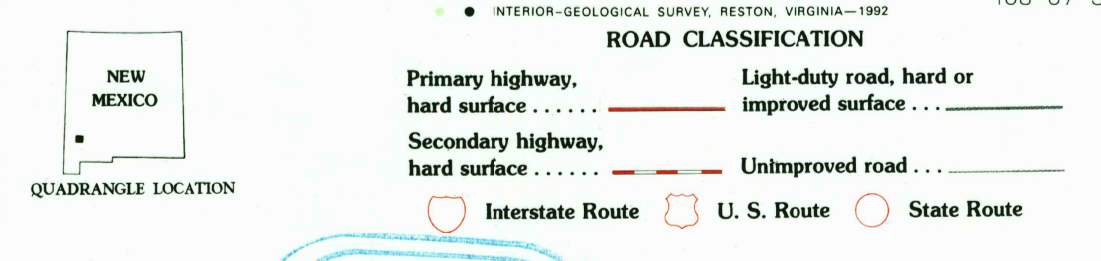 INTERIOR-GEOLOGICAL SURVEY, RESTON, VIRGINIA—1992
ROAD CLASSIFICATION
NEW
MEXICO
QUADRANGLE LOCATION
Primary highway,
hard surface ......
Secondary highway,
hard surface ......
Light-duty road, hard or
improved surface ...
Unimproved road ...
Interstate Route
U. S. Route
State Route